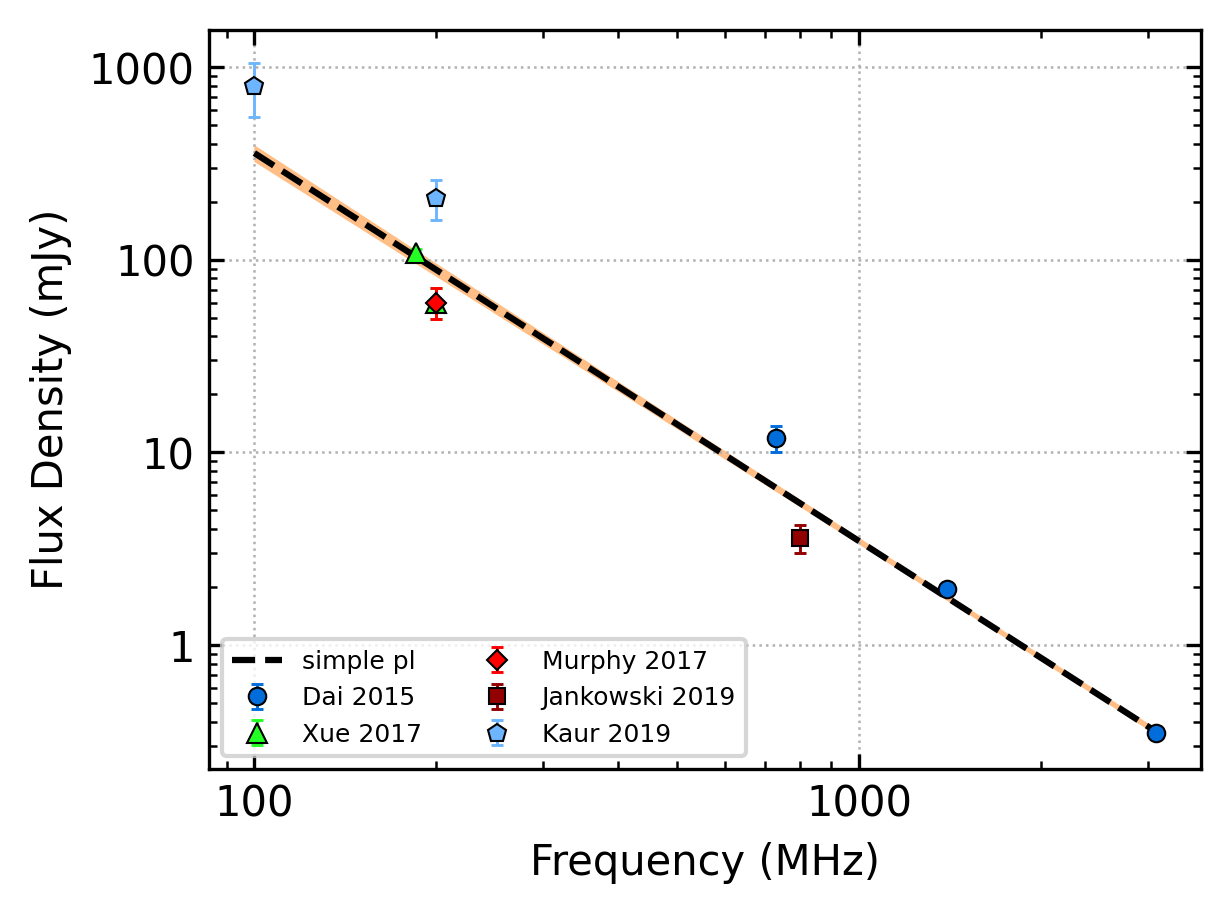 Flux Density (mJy)
1000
100
10
1
simple pl
Dai 2015
Xue 2017
Murphy 2017
Jankowski 2019
Kaur 2019
100
1000
Frequency (MHz)